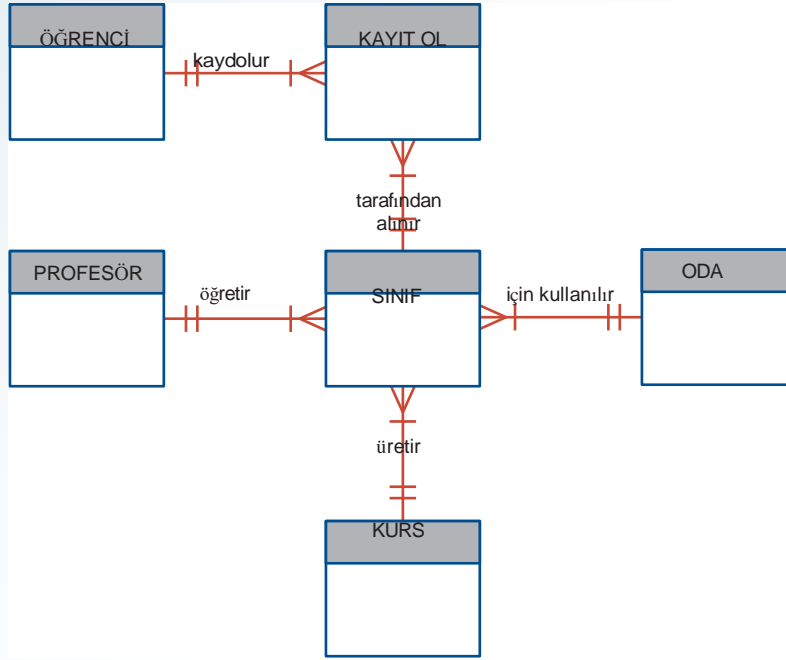 ÖĞRENCİ
kaydolur
KAYIT OL
tarafından
alınır
PROFESÖR
öğretir
SINIF
için kullanılır
ODA
üretir
KURS